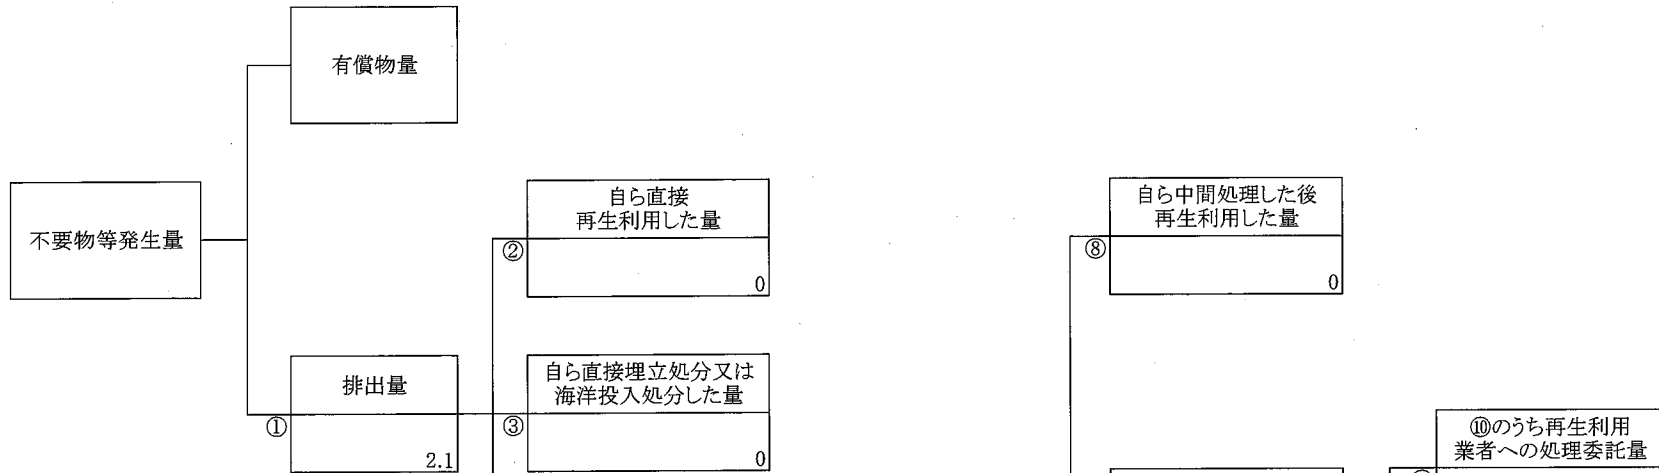 有償物量
不要物等発生量
自ら直接
再生利用した量
②
0
自ら中間処理した後
再生利用した量
⑧
0
排出量
①
2.1
自ら直接埋立処分又は
海洋投入処分した量
③
0
⑩のうち再生利用
業者への処理委託量